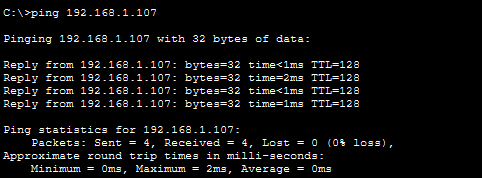 C:\>ping 192.168.1.107
Pinging 192.168.1.107 with 32 bytes of data:
Reply from 192.168.1.107: bytes=32 time<1ms TTL=128
Reply from 192.168.1.107: bytes=32 time=2ms TTL=128
Reply from 192.168.1.107: bytes=32 time<1ms TTL=128
Reply from 192.168.1.107: bytes=32 time=1ms TTL=128
Ping statistics for 192.168.1.107:
    Packets: Sent = 4, Received = 4, Lost = 0 (0% loss),
Approximate round trip times in milli-seconds:
    Minimum = 0ms, Maximum = 2ms, Average = 0ms